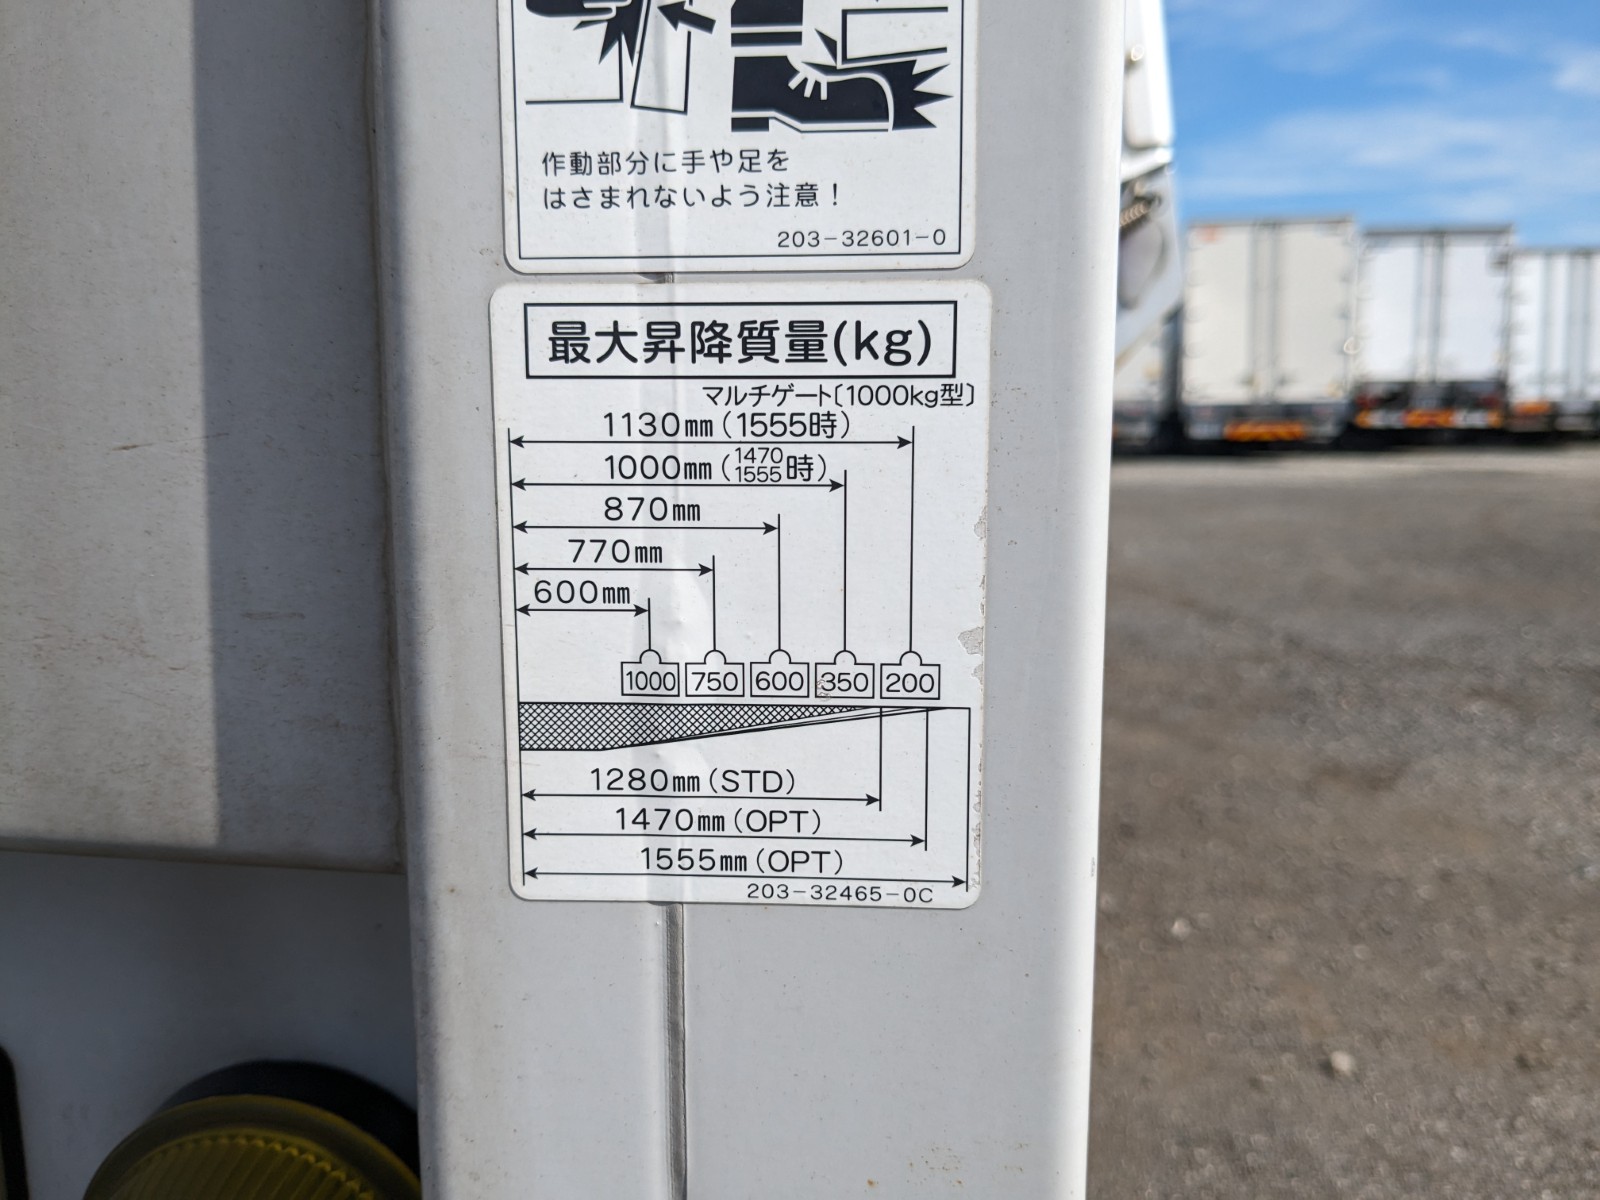 作動部分に手や足を
はさまれないよう注意！
203-32601-0
最大昇降質量(kg)
マルチゲート〔1000kg型〕
1130mm(1555時)
1000mm(1470 1555時)
870mm
770mm
600mm
1000 750 600 350 200
1280mm(STD)
1470mm(OPT)
1555mm(OPT)
203-32465-0C